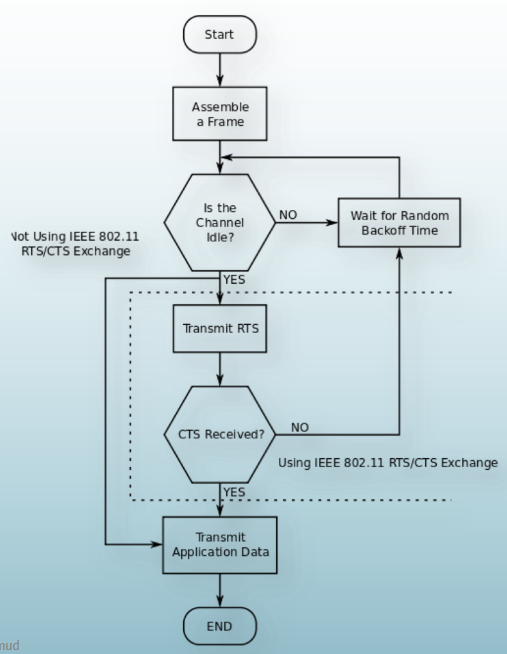 Start
Assemble
a Frame
Is the
Channel
Idle?
NO
Wait for Random
Backoff Time
Not Using IEEE 802.11
RTS/CTS Exchange
YES
Transmit RTS
CTS Received?
NO
Using IEEE 802.11 RTS/CTS Exchange
YES
Transmit
Application Data
END
mud